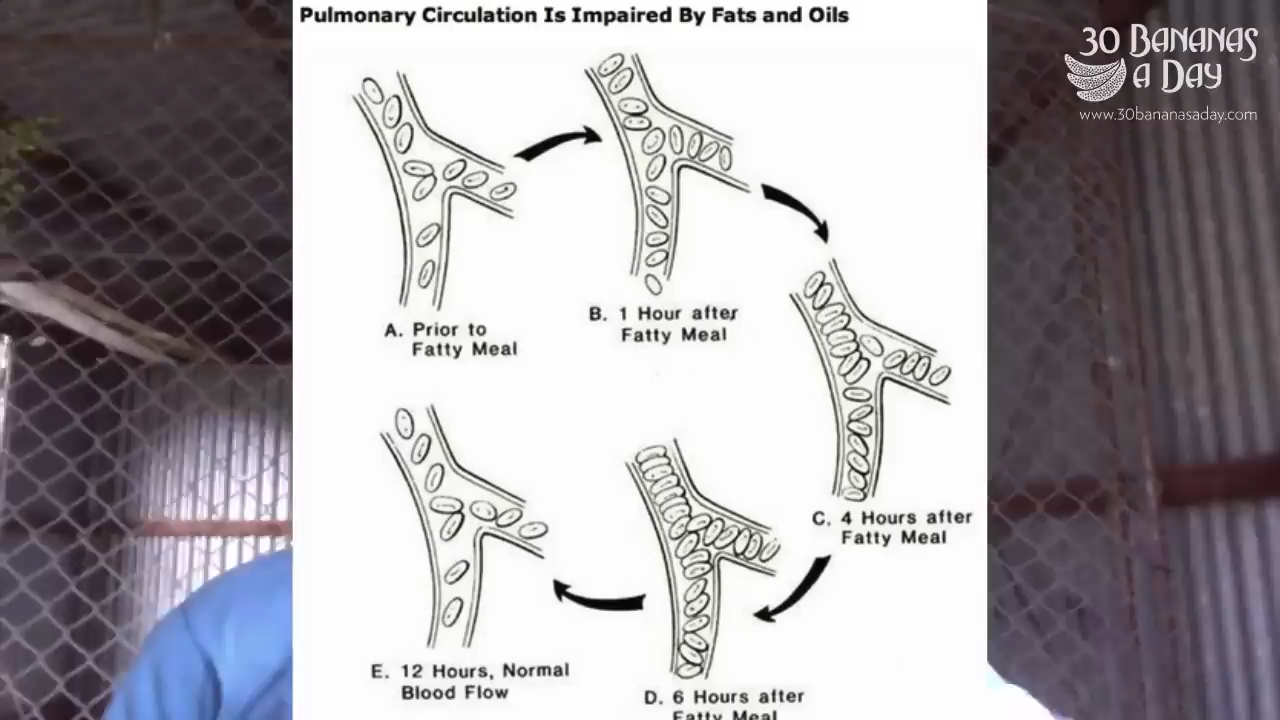 Pulmonary Circulation Is Impaired By Fats and Oils
30 BANANAS
A DAY
www.30bananasaday.com
A. Prior to
Fatty Meal
B. 1 Hour after
Fatty Meal
C. 4 Hours after
Fatty Meal
D. 6 Hours after
Fatty Meal
E. 12 Hours, Normal
Blood Flow